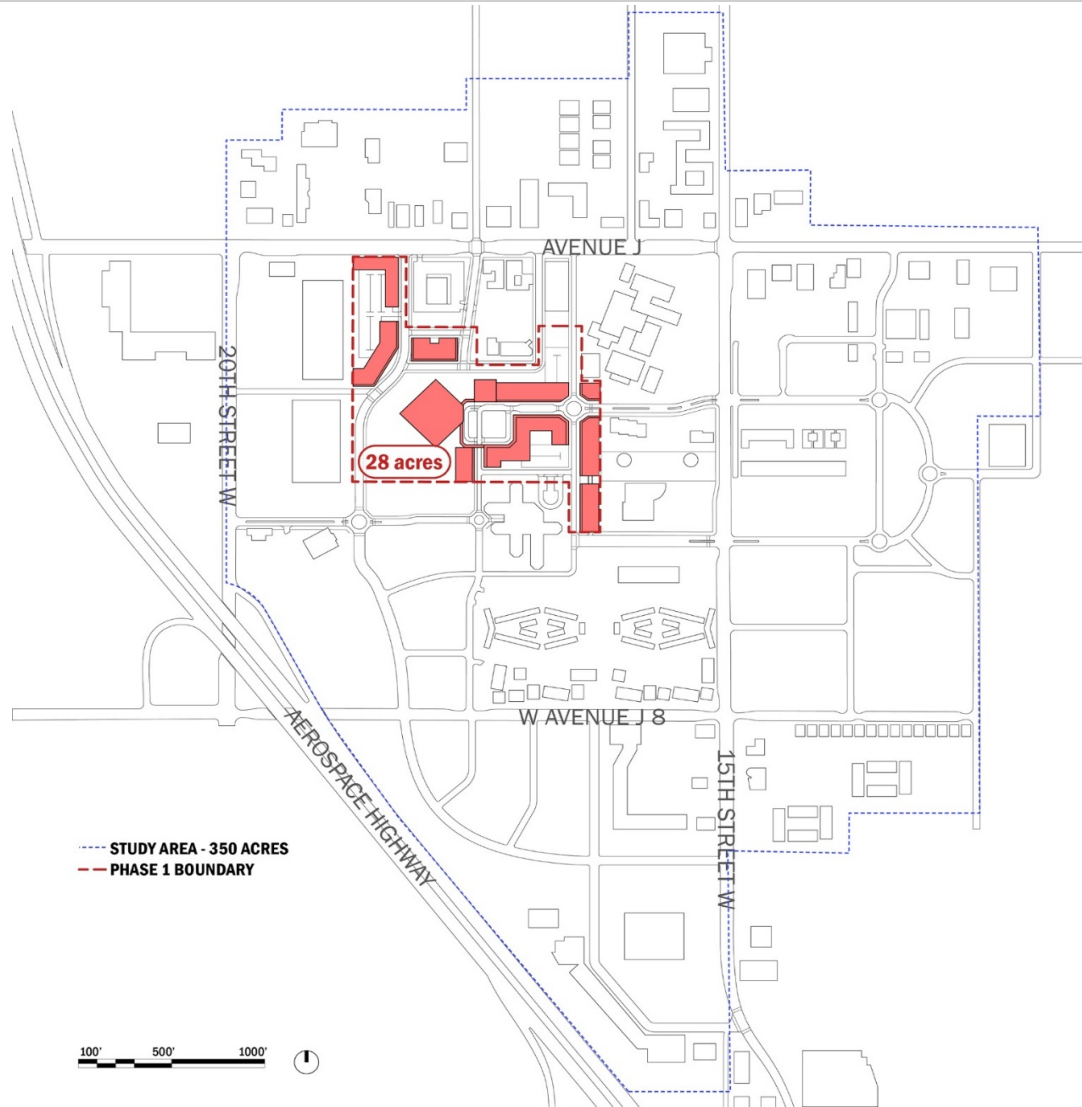 AVENUE J
20TH STREET W
28 acres
W AVENUE J 8
AEROSPACE HIGHWAY
15TH STREET W
STUDY AREA - 350 ACRES
PHASE 1 BOUNDARY
100' 500' 1000'